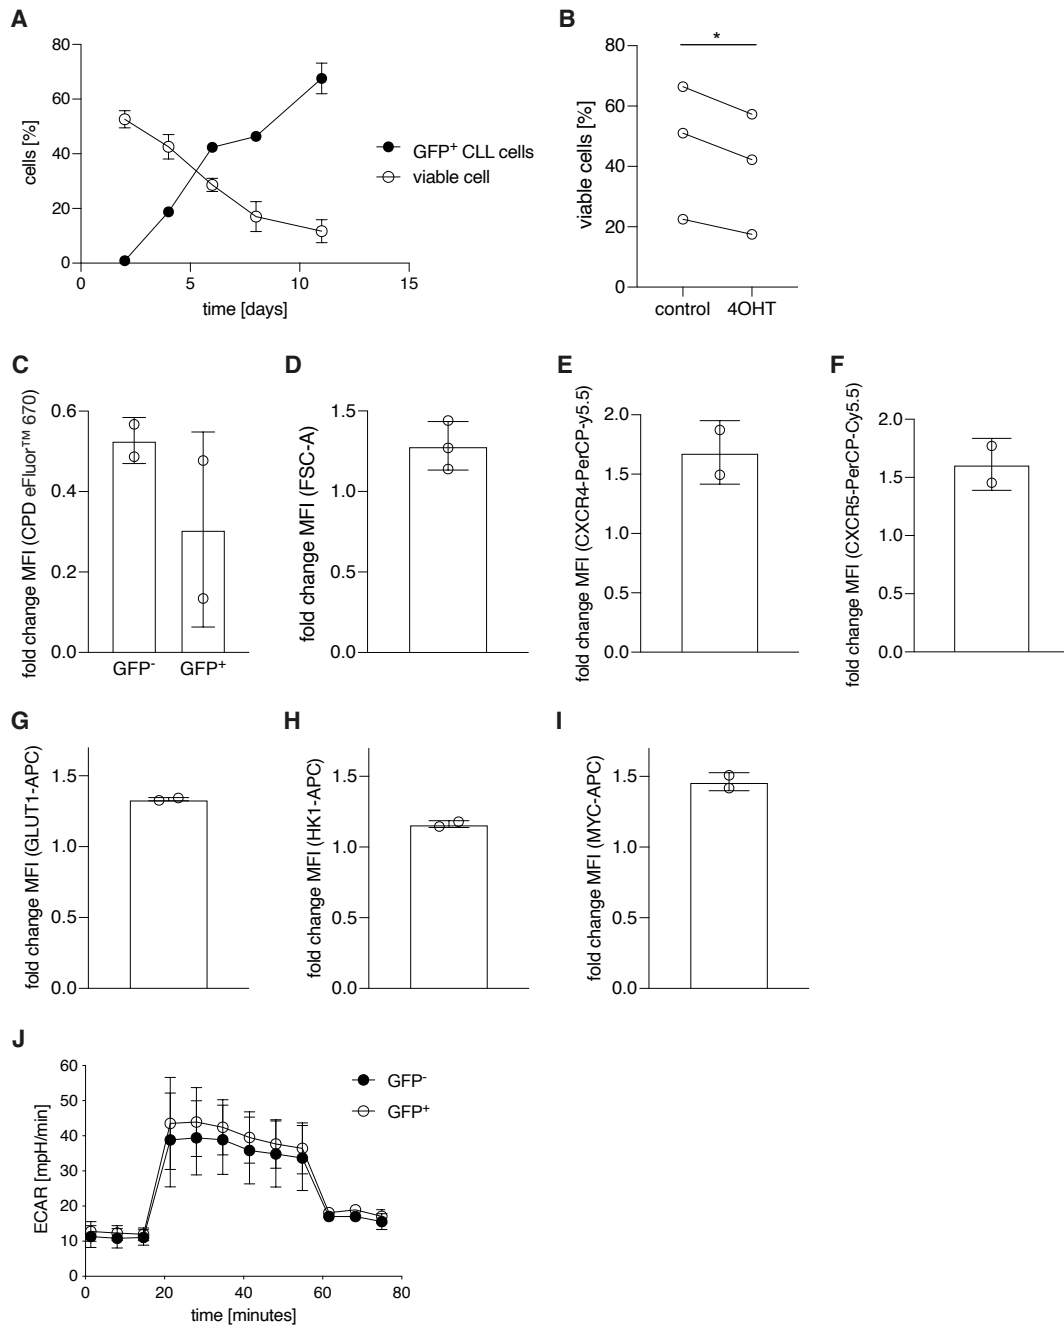 A
cells [%]
80
60
40
20
0
0 5 10 15
time [days]
GFP+ CLL cells
viable cell
B
*
viable cells [%]
80
60
40
20
0
control 4OHT
C
fold change MFI (CPD eFluor™ 670)
0.6
0.4
0.2
0.0
GFP- GFP+
D
fold change MFI (FSC-A)
1.5
1.0
0.5
0.0
E
fold change MFI (CXCR4-PerCP-y5.5)
2.0
1.5
1.0
0.5
0.0
F
fold change MFI (CXCR5-PerCP-Cy5.5)
2.0
1.5
1.0
0.5
0.0
G
fold change MFI (GLUT1-APC)
1.5
1.0
0.5
0.0
H
fold change MFI (HK1-APC)
1.5
1.0
0.5
0.0
I
fold change MFI (MYC-APC)
1.5
1.0
0.5
0.0
J
ECAR [mpH/min]
60
50
40
30
20
10
0
0 20 40 60 80
time [minutes]
GFP-
GFP+